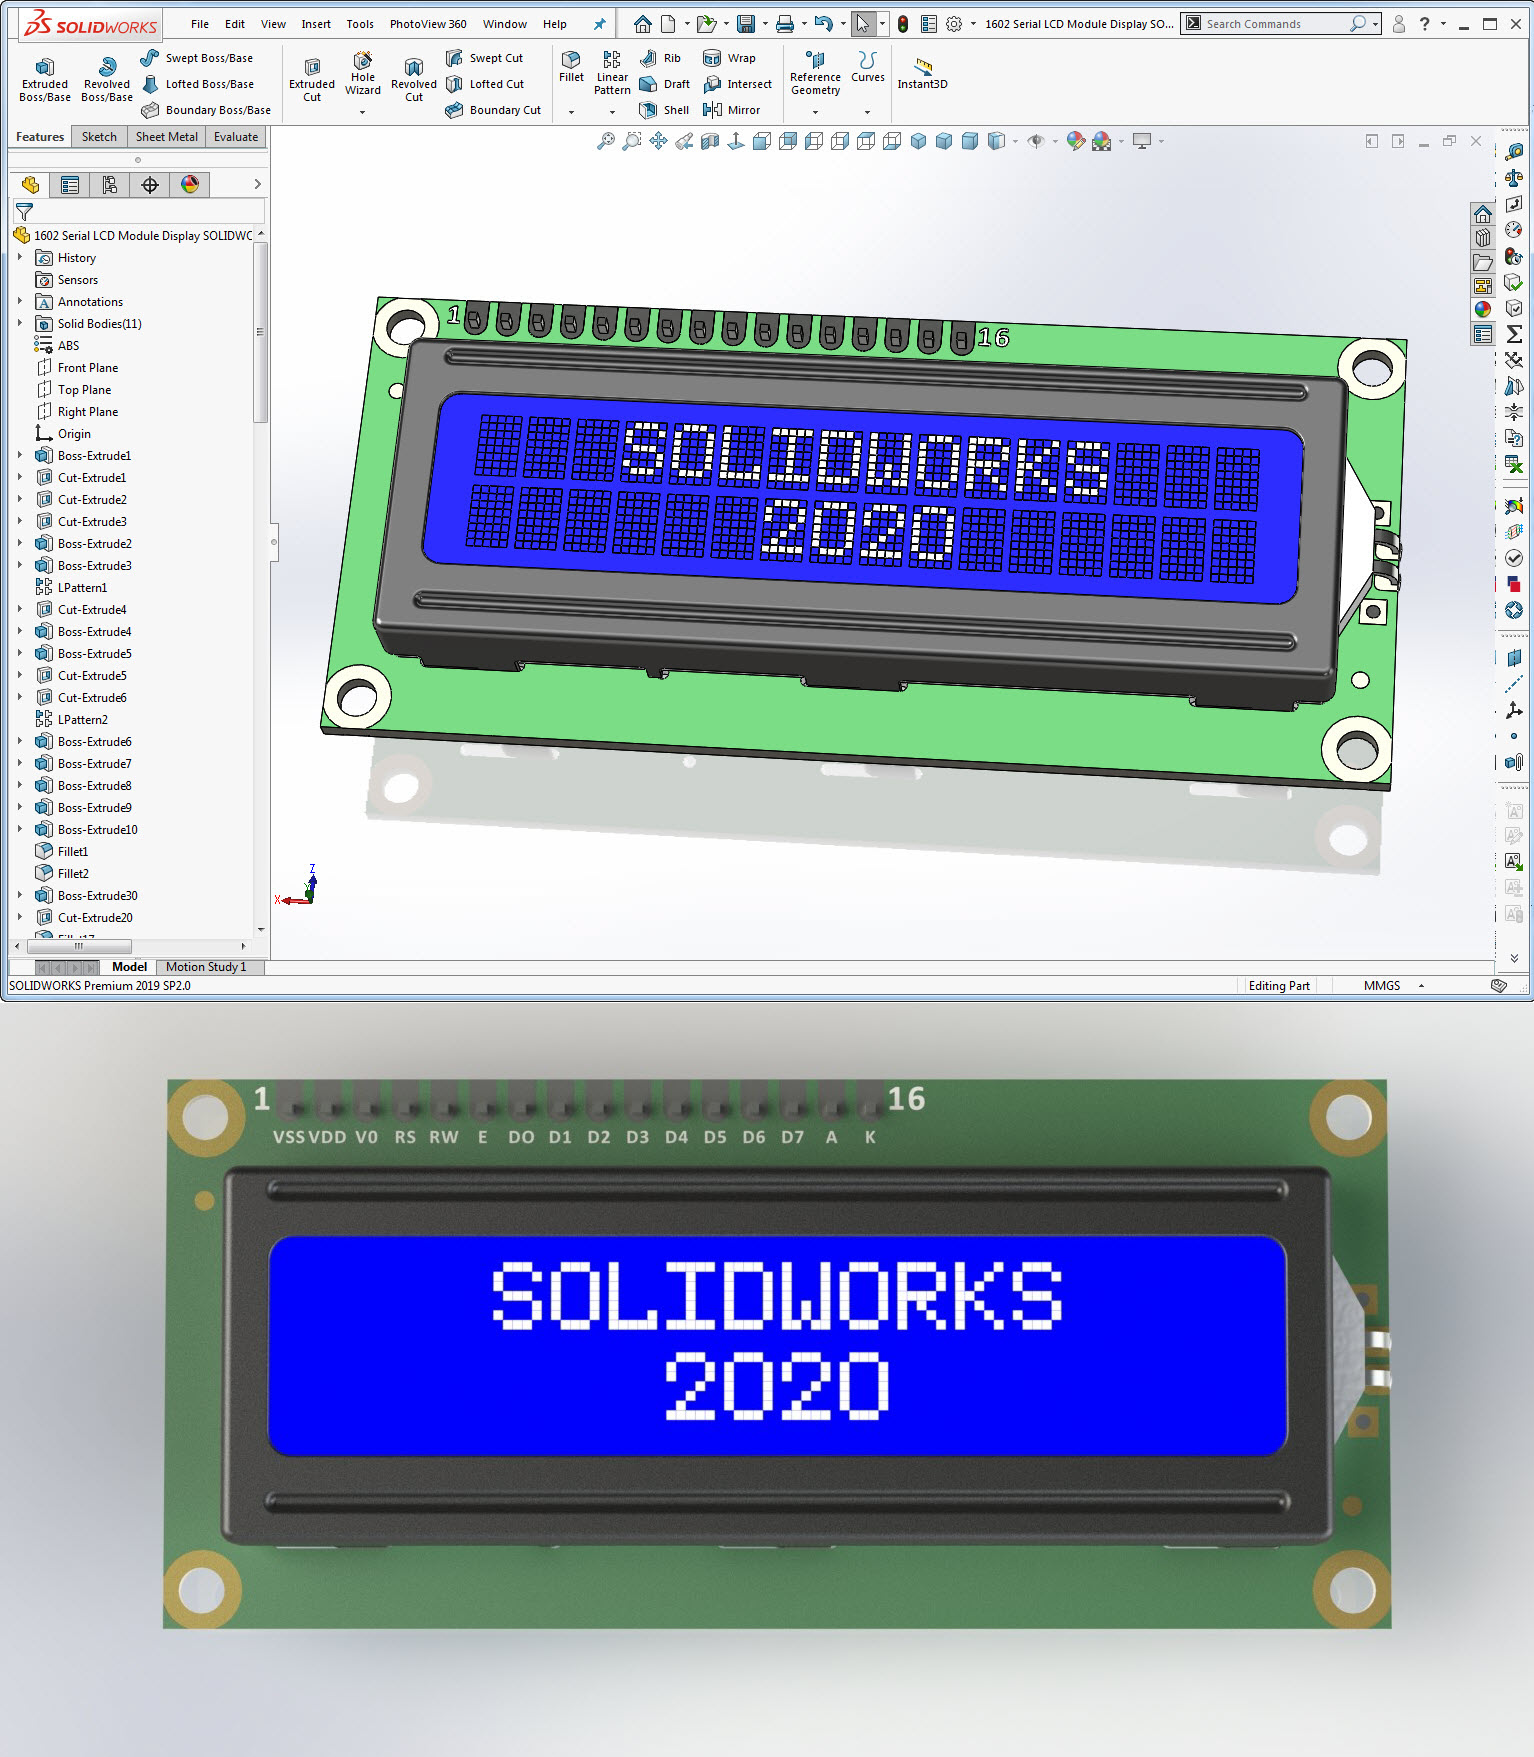 SOLIDWORKS File Edit View Insert Tools PhotoView 360 Window Help 1602 Serial LCD Module Display SO... Search Commands
Extruded Boss/Base
Revolved Boss/Base
Swept Boss/Base
Lofted Boss/Base
Boundary Boss/Base
Extruded Cut
Hole Wizard
Revolved Cut
Swept Cut
Lofted Cut
Boundary Cut
Fillet
Linear Pattern
Rib
Draft
Shell
Wrap
Intersect
Mirror
Reference Geometry
Curves
Instant3D
Features Sketch Sheet Metal Evaluate
1602 Serial LCD Module Display SOLIDWC
History
Sensors
Annotations
Solid Bodies(11)
ABS
Front Plane
Top Plane
Right Plane
Origin
Boss-Extrude1
Cut-Extrude1
Cut-Extrude2
Cut-Extrude3
Boss-Extrude2
Boss-Extrude3
LPattern1
Cut-Extrude4
Boss-Extrude4
Boss-Extrude5
Cut-Extrude5
Cut-Extrude6
LPattern2
Boss-Extrude6
Boss-Extrude7
Boss-Extrude8
Boss-Extrude9
Boss-Extrude10
Fillet1
Fillet2
Boss-Extrude30
Cut-Extrude20
1 16
SOLIDWORKS
2020
Z
X
Model Motion Study 1
SOLIDWORKS Premium 2019 SP2.0 Editing Part MMGS
1 16
VSS VDD V0 RS RW E DO D1 D2 D3 D4 D5 D6 D7 A K
SOLIDWORKS
2020